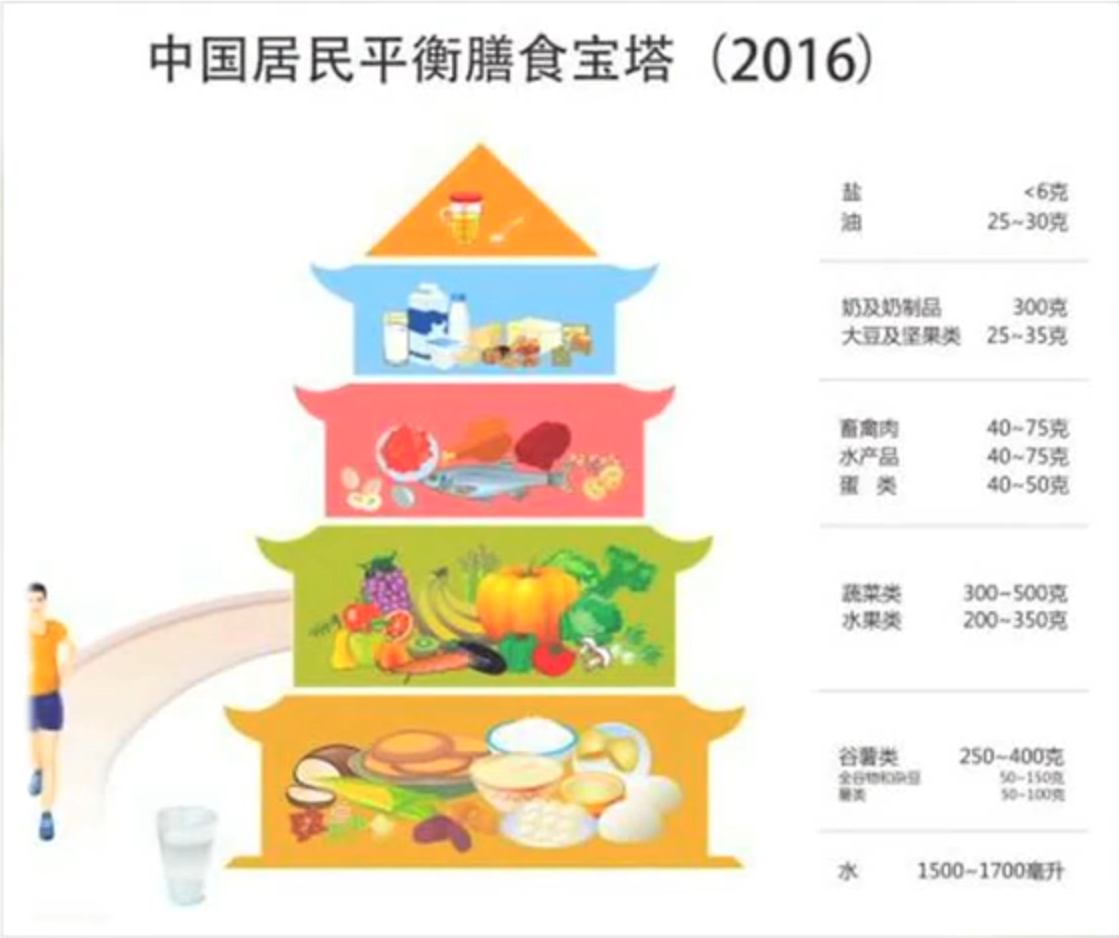 中国居民平衡膳食宝塔（2016）
盐 <6克
油 25~30克
奶及奶制品 300克
大豆及坚果类 25~35克
畜禽肉 40~75克
水产品 40~75克
蛋 类 40~50克
蔬菜类 300~500克
水果类 200~350克
谷薯类 250~400克
全谷物和杂豆 50~150克
薯类 50~100克
水 1500~1700毫升